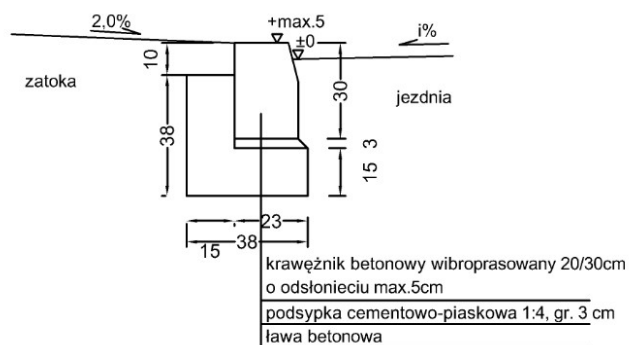 2,0%
+max.5
±0
i%
zatoka
jezdnia
10
38
30
3
15
23
15
38
krawężnik betonowy wibroprasowany 20/30cm
o odsłonieciu max.5cm
podsypka cementowo-piaskowa 1:4, gr. 3 cm
ława betonowa